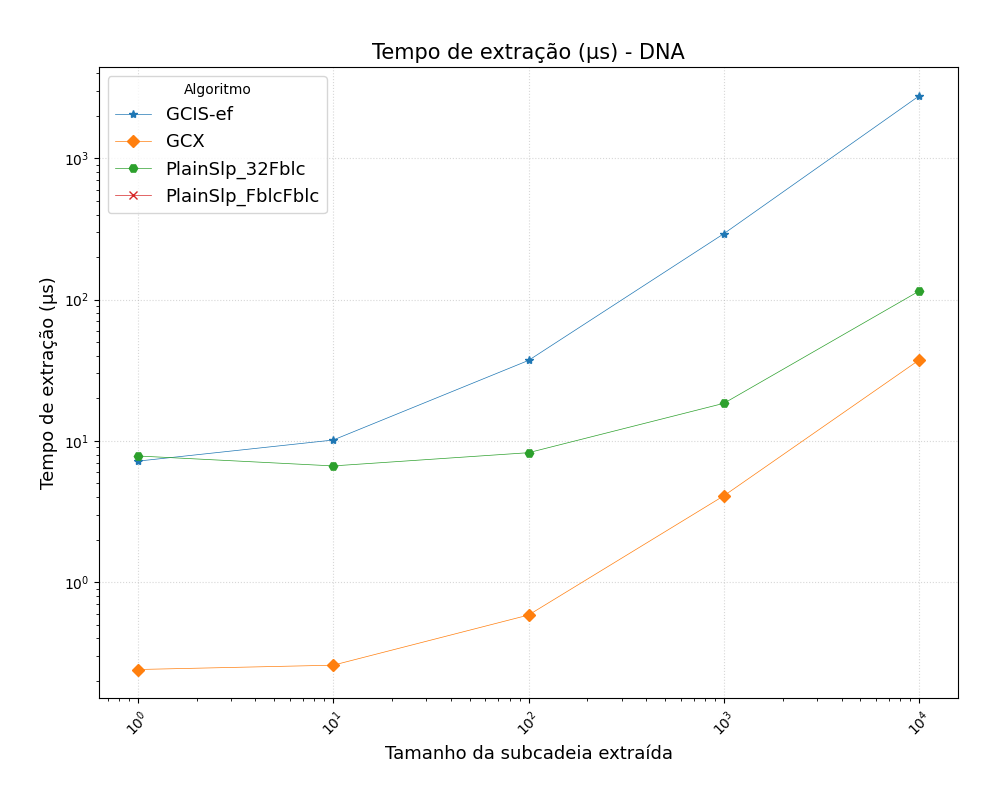 Tempo de extração (µs) - DNA
Algoritmo
GCIS-ef
GCX
PlainSlp_32Fblc
PlainSlp_FblcFblc
10³
10²
10¹
10⁰
Tempo de extração (µs)
10⁰ 10¹ 10² 10³ 10⁴
Tamanho da subcadeia extraída